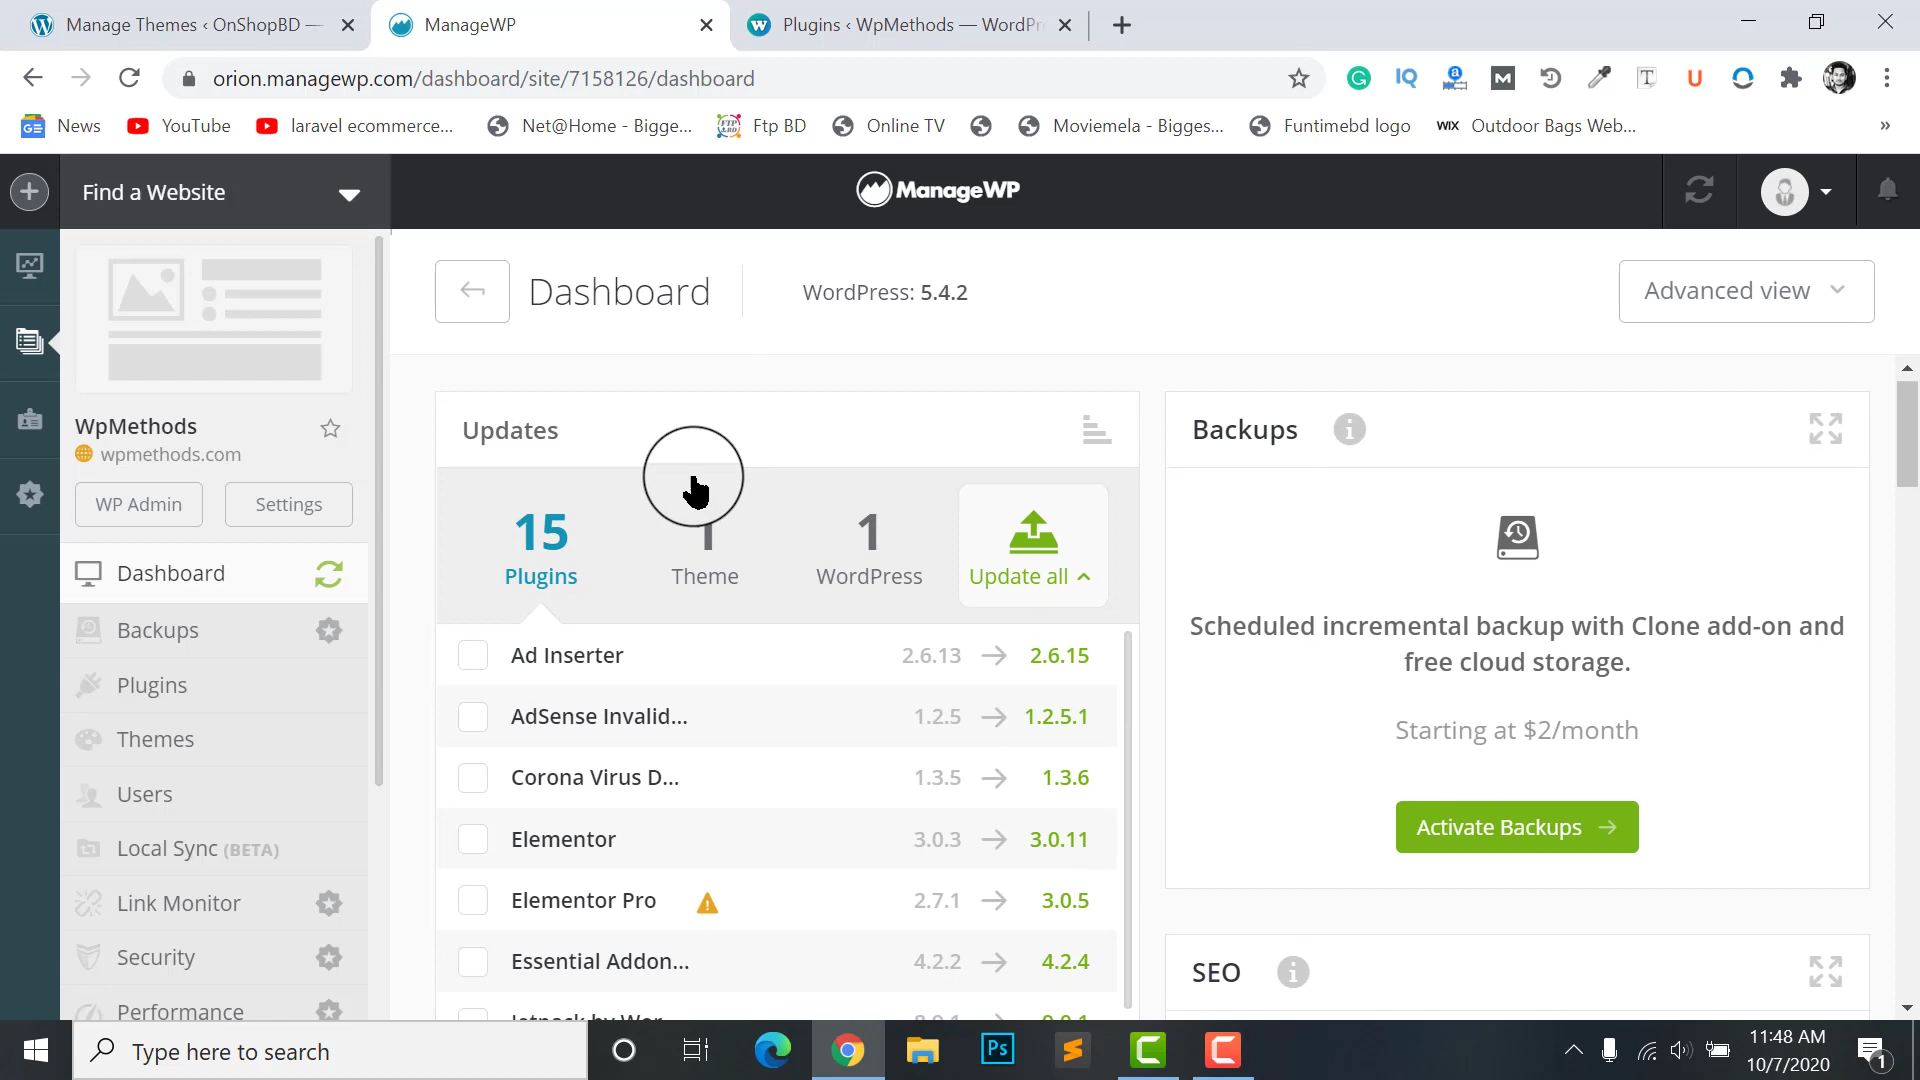 Manage Themes ‹ OnShopBD —
ManageWP
Plugins ‹ WpMethods — WordPr
orion.managewp.com/dashboard/site/7158126/dashboard
News
YouTube
laravel ecommerce...
Net@Home - Bigge...
Ftp BD
Online TV
Moviemela - Bigges...
Funtimebd logo
WIX Outdoor Bags Web...
Find a Website
ManageWP
Dashboard
WordPress: 5.4.2
Advanced view
WpMethods
wpmethods.com
WP Admin
Settings
Dashboard
Backups
Plugins
Themes
Users
Local Sync (BETA)
Link Monitor
Security
Performance
Updates
15
Plugins
1
Theme
1
WordPress
Update all
Ad Inserter 2.6.13 → 2.6.15
AdSense Invalid... 1.2.5 → 1.2.5.1
Corona Virus D... 1.3.5 → 1.3.6
Elementor 3.0.3 → 3.0.11
Elementor Pro 2.7.1 → 3.0.5
Essential Addon... 4.2.2 → 4.2.4
Backups
Scheduled incremental backup with Clone add-on and
free cloud storage.
Starting at $2/month
Activate Backups →
SEO
Type here to search
Ps
11:48 AM
10/7/2020
1